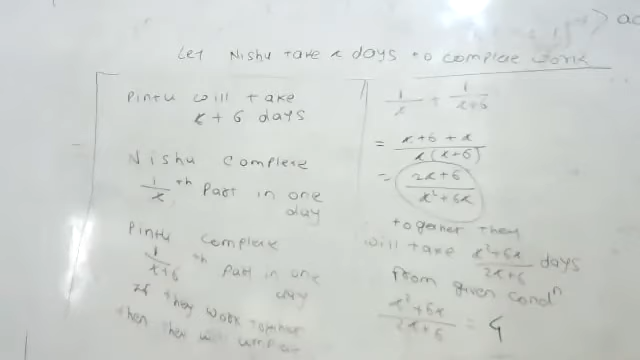 Let Nishu take x days to complete work
Pintu will take
x + 6 days
Nishu complete
1/x th Part in one
day
Pintu complete
1/x+6 th part in one
day
If they work together
then they will
1/x + 1/x+6
= x+6+x / x(x+6)
= 2x+6 / x²+6x
together they
will take x²+6x / 2x+6 days
From given condⁿ
x²+6x / 2x+6 = 4